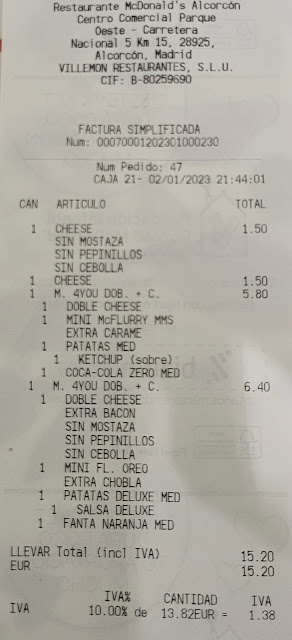 Restaurante McDonald's Alcorcón
Centro Comercial Parque
Oeste - Carretera
Nacional 5 Km 15, 28925,
Alcorcón, Madrid
VILLEMON RESTAURANTES, S.L.U.
CIF: B-80259690
FACTURA SIMPLIFICADA
Num: 00070001202301000230
Num Pedido: 47
CAJA 21- 02/01/2023 21:44:01
CAN ARTICULO TOTAL
1 CHEESE 1.50
SIN MOSTAZA
SIN PEPINILLOS
SIN CEBOLLA
1 CHEESE 1.50
1 M. 4YOU DOB. + C. 5.80
1 DOBLE CHEESE
1 MINI McFLURRY MMS
EXTRA CARAME
1 PATATAS MED
1 KETCHUP (sobre)
1 COCA-COLA ZERO MED
1 M. 4YOU DOB. + C. 6.40
1 DOBLE CHEESE
EXTRA BACON
SIN MOSTAZA
SIN PEPINILLOS
SIN CEBOLLA
1 MINI FL. OREO
EXTRA CHOBLA
1 PATATAS DELUXE MED
1 SALSA DELUXE
1 FANTA NARANJA MED
LLEVAR Total (incl IVA) 15.20
EUR 15.20
IVA% CANTIDAD IVA
IVA 10.00% de 13.82EUR = 1.38